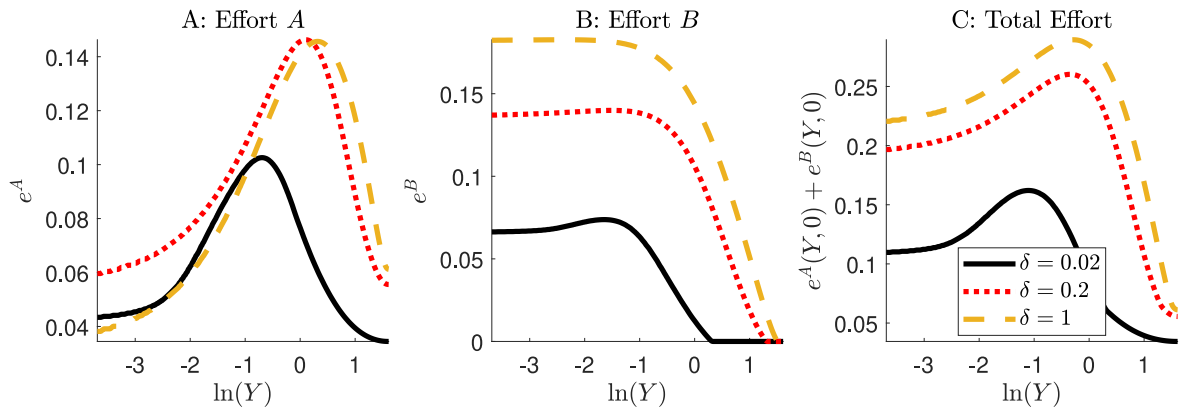 A: Effort A
0.14
0.12
0.1
0.08
0.06
0.04
e^A
-3 -2 -1 0 1
ln(Y)
B: Effort B
0.15
0.1
0.05
0
e^B
-3 -2 -1 0 1
ln(Y)
C: Total Effort
0.25
0.2
0.15
0.1
0.05
e^A(Y, 0) + e^B(Y, 0)
δ = 0.02
δ = 0.2
δ = 1
-3 -2 -1 0 1
ln(Y)